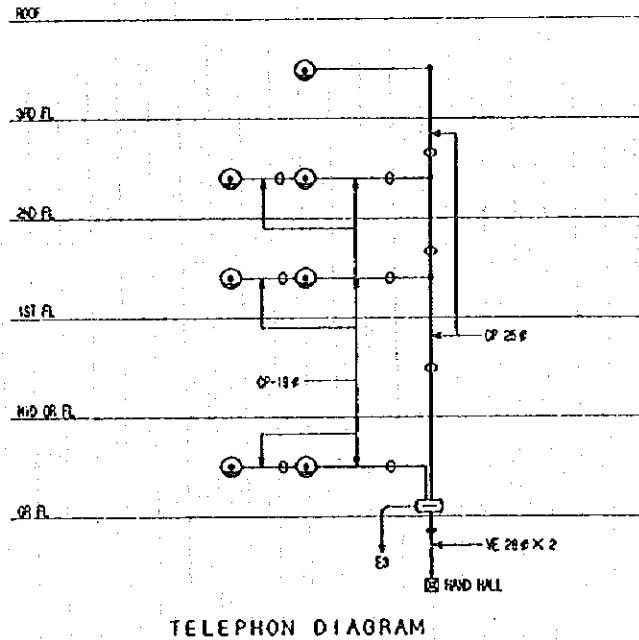 ROOF
3RD FL
2ND FL
1ST FL
CP 25φ
CP-19φ
MID GR FL
GR FL
E3
VE 28φ × 2
HAND HALL
TELEPHON DIAGRAM